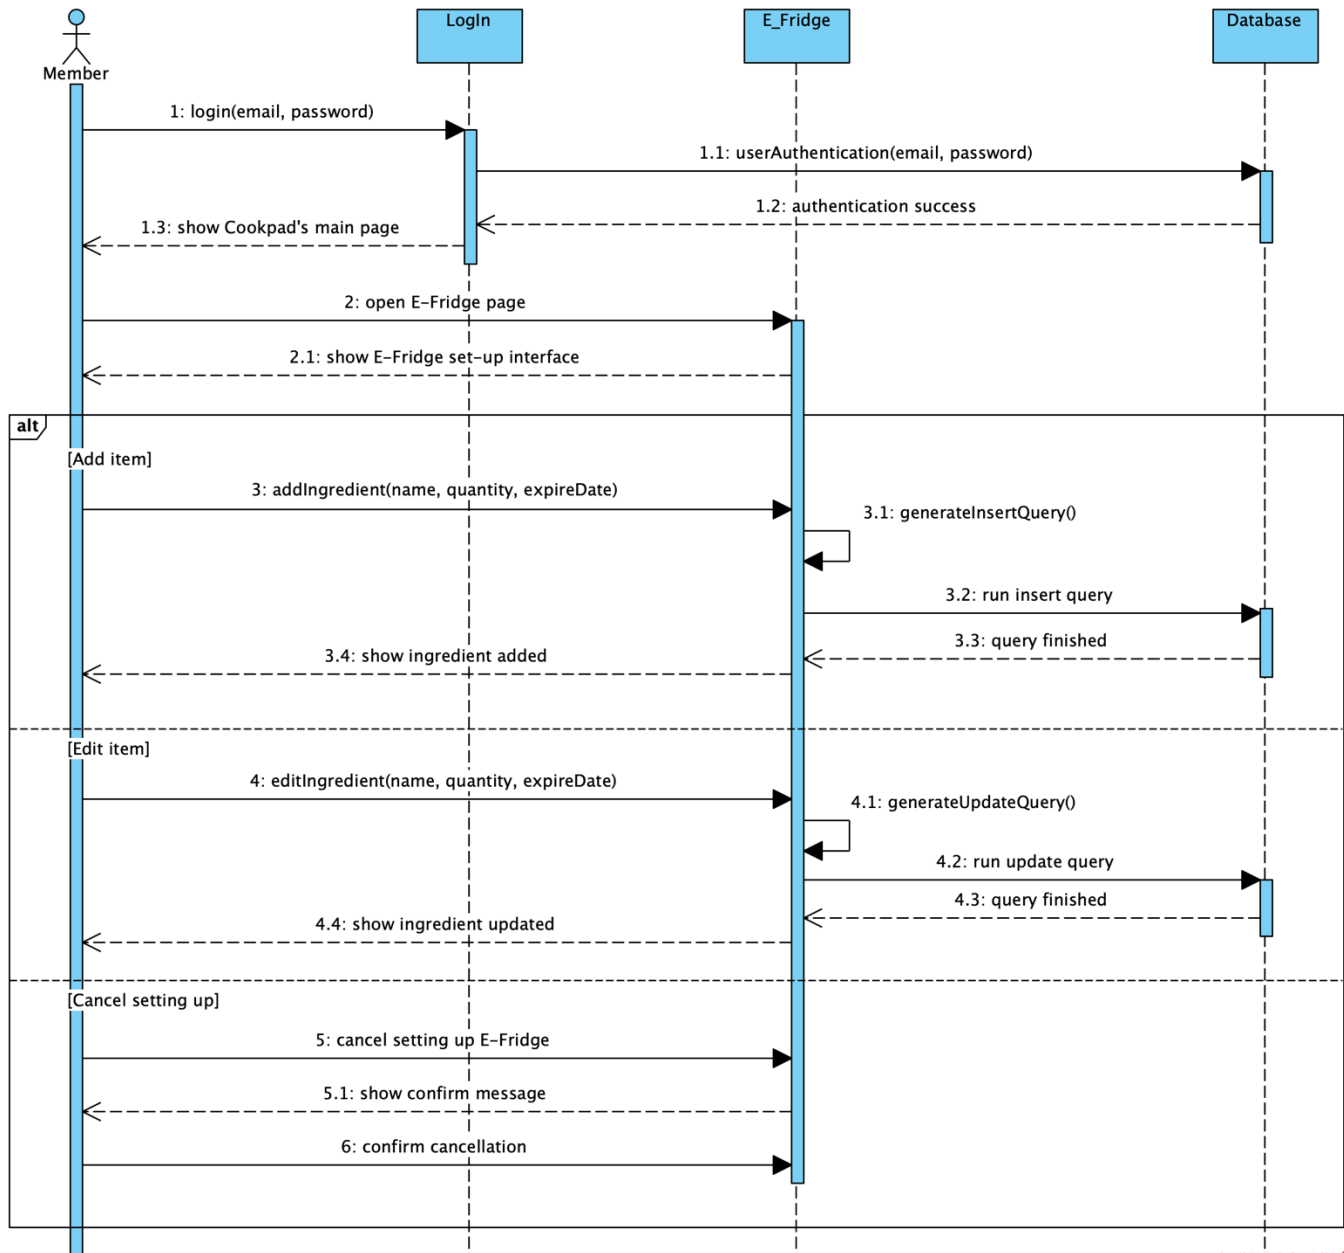 LogIn
E_Fridge
Database
Member
1: login(email, password)
1.1: userAuthentication(email, password)
1.2: authentication success
1.3: show Cookpad's main page
2: open E-Fridge page
2.1: show E-Fridge set-up interface
alt
[Add item]
3: addIngredient(name, quantity, expireDate)
3.1: generateInsertQuery()
3.2: run insert query
3.3: query finished
3.4: show ingredient added
[Edit item]
4: editIngredient(name, quantity, expireDate)
4.1: generateUpdateQuery()
4.2: run update query
4.3: query finished
4.4: show ingredient updated
[Cancel setting up]
5: cancel setting up E-Fridge
5.1: show confirm message
6: confirm cancellation